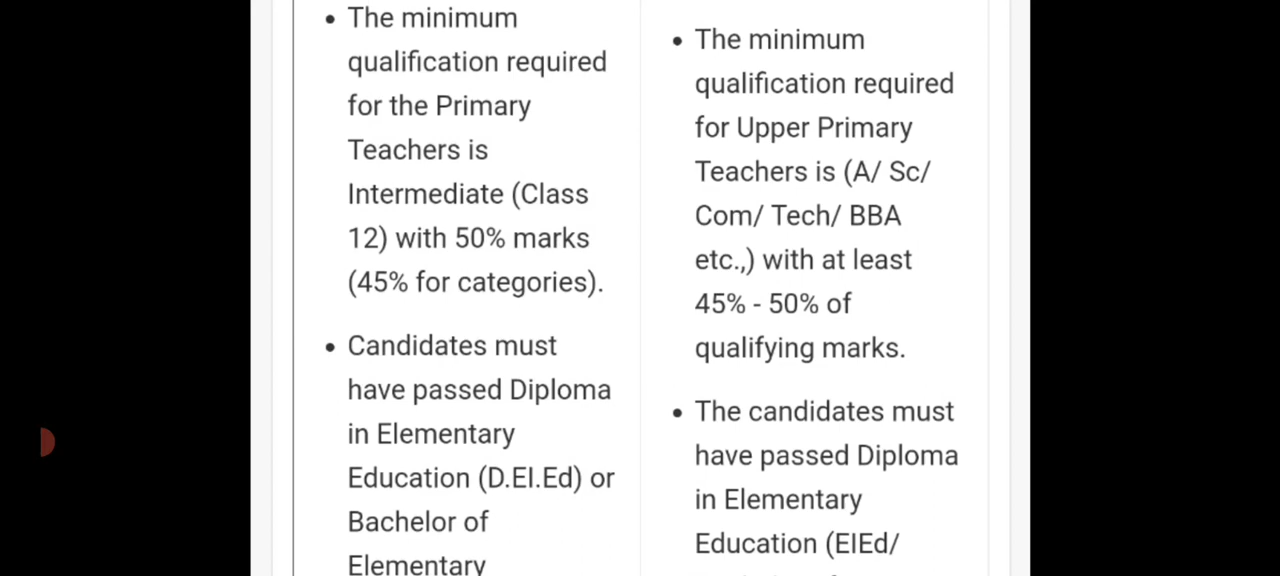 The minimum
qualification required
for the Primary
Teachers is
Intermediate (Class
12) with 50% marks
(45% for categories).
Candidates must
have passed Diploma
in Elementary
Education (D.El.Ed) or
Bachelor of
Elementary
The minimum
qualification required
for Upper Primary
Teachers is (A/ Sc/
Com/ Tech/ BBA
etc.,) with at least
45% - 50% of
qualifying marks.
The candidates must
have passed Diploma
in Elementary
Education (ElEd/